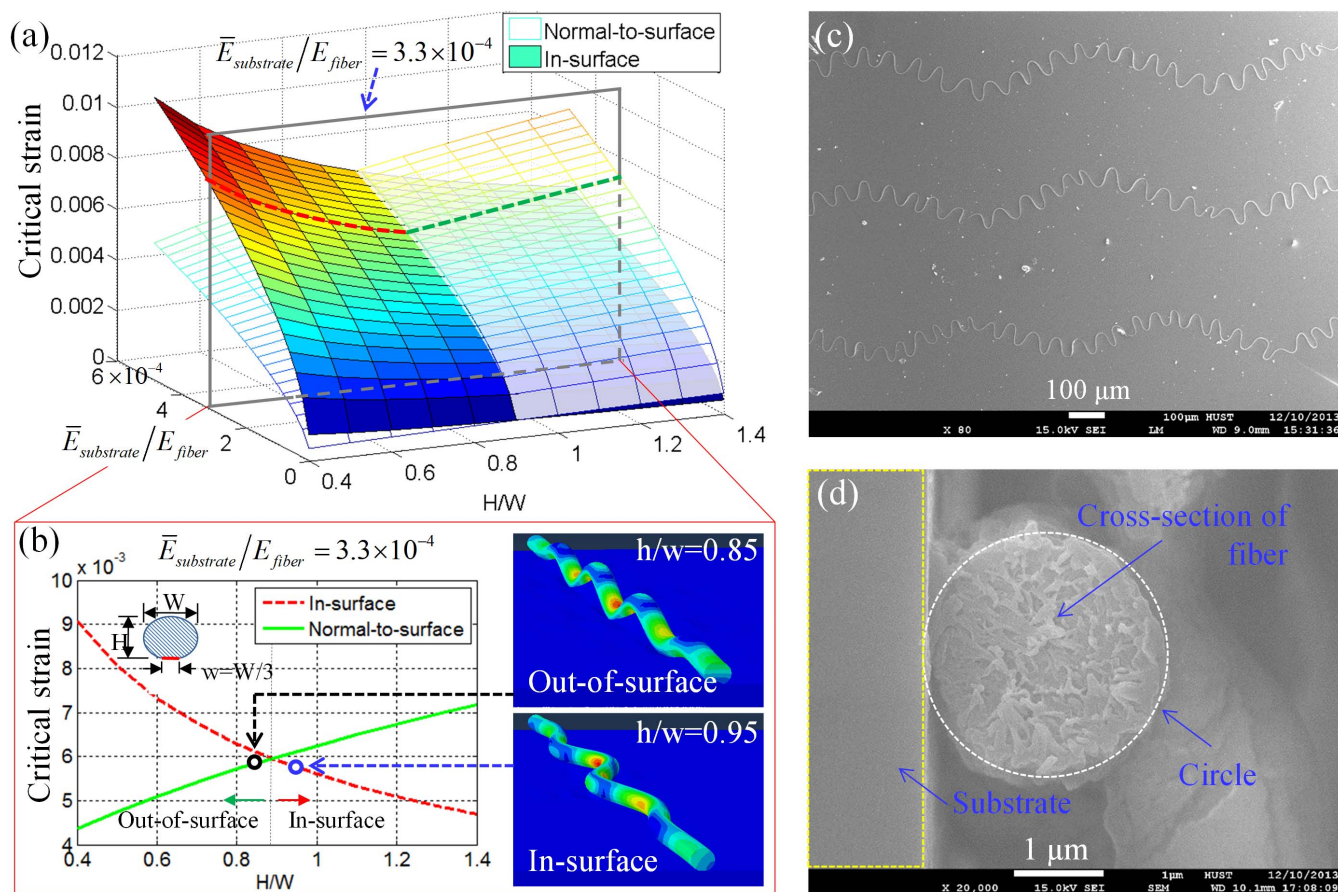 (a)
0.012
0.01
0.008
0.006
0.004
0.002
0
Critical strain
E̅substrate/Efiber = 3.3×10⁻⁴
Normal-to-surface
In-surface
6 ×10⁻⁴
4
2
0
E̅substrate/Efiber
0.4
0.6
0.8
1
1.2
1.4
H/W
(b)
E̅substrate/Efiber = 3.3×10⁻⁴
x 10⁻³
10
9
8
7
6
5
4
Critical strain
W
H
w=W/3
In-surface
Normal-to-surface
Out-of-surface
In-surface
0.4
0.6
0.8
1
1.2
1.4
H/W
h/w=0.85
Out-of-surface
h/w=0.95
In-surface
(c)
100 μm
100μm HUST 12/10/2013
X 80 15.0kV SEI LM WD 9.0mm 15:31:36
(d)
Cross-section of
fiber
Circle
Substrate
1 μm
1μm HUST 12/10/2013
X 20,000 15.0kV SEI SEM WD 10.1mm 17:08:09